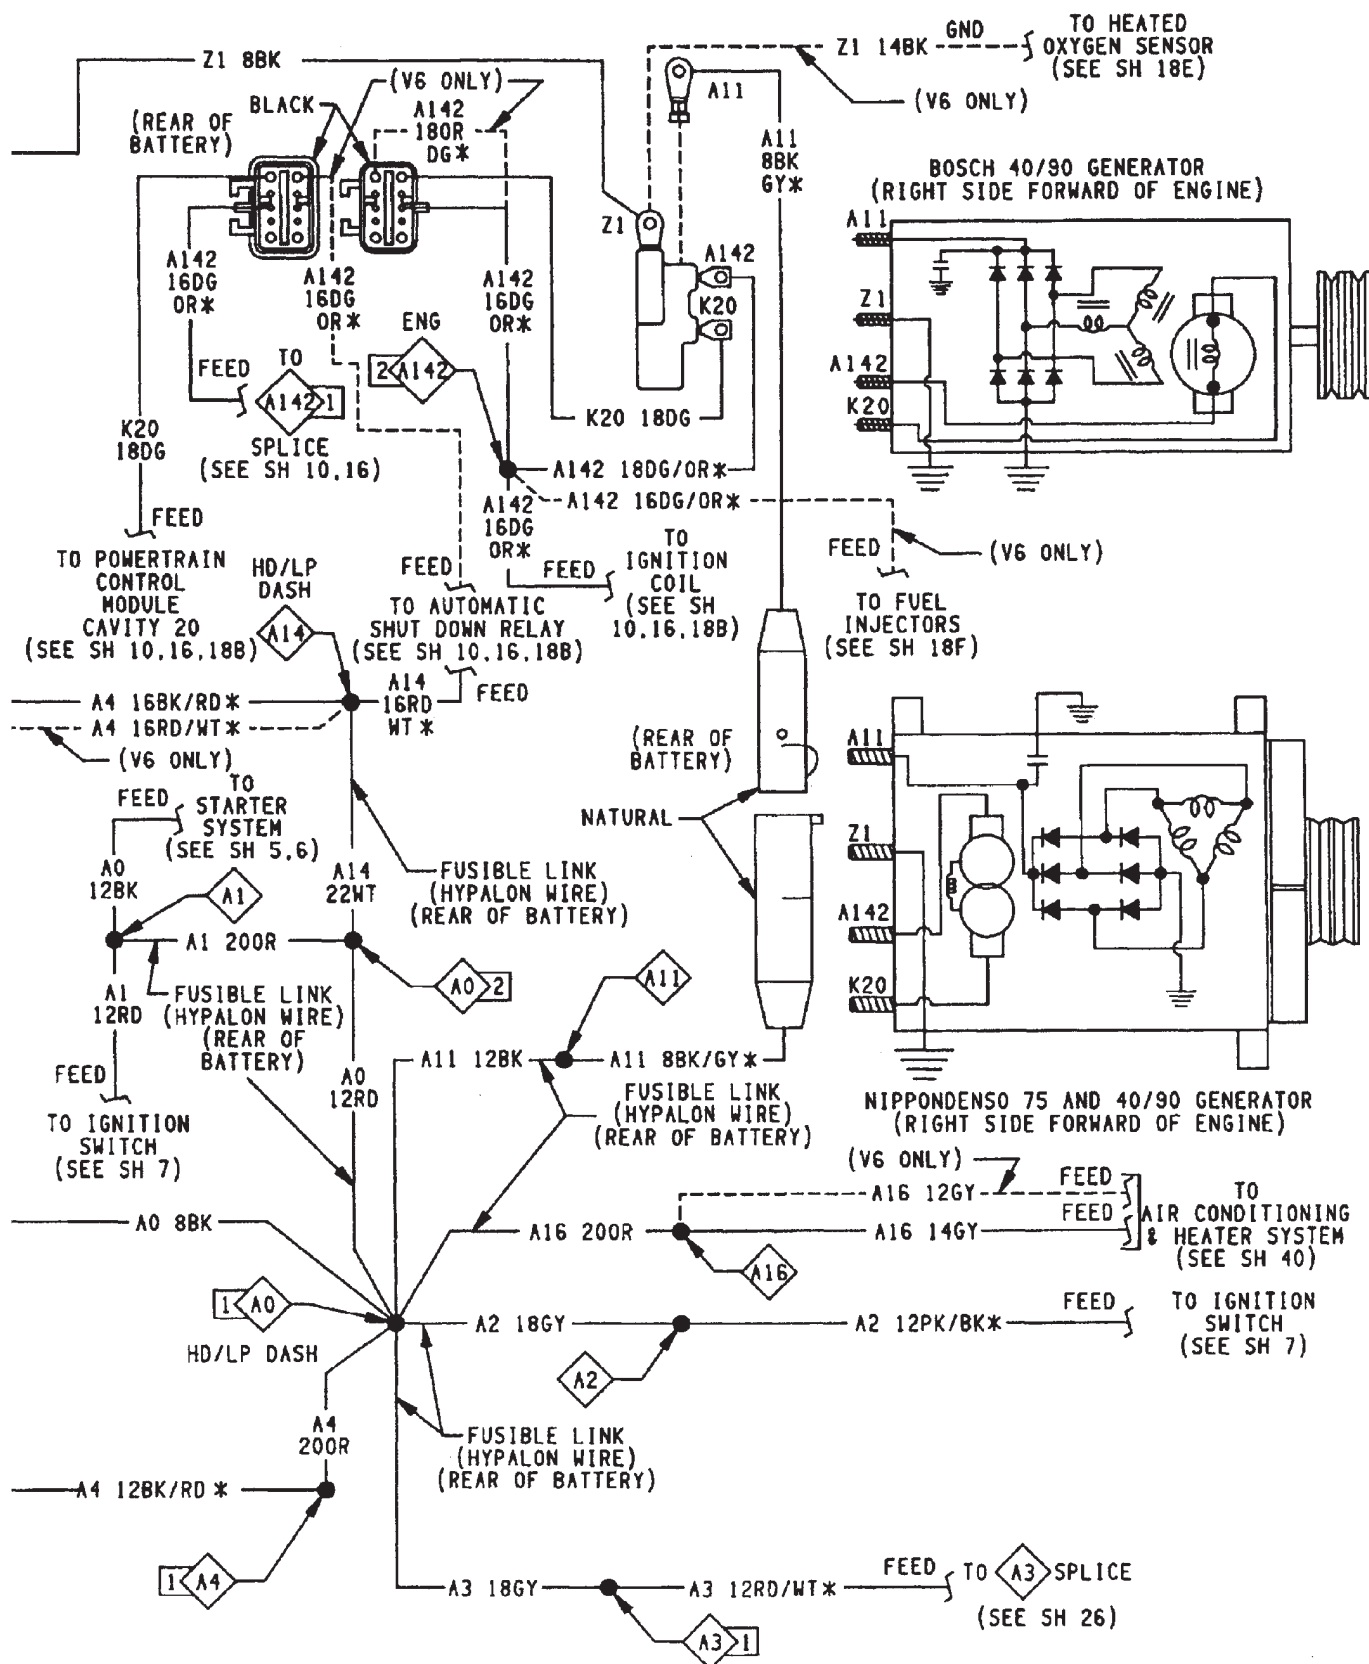 Z1 8BK
GND
Z1 14BK
TO HEATED
OXYGEN SENSOR
(SEE SH 18E)
(V6 ONLY)
(V6 ONLY)
BLACK
(REAR OF
BATTERY)
A142
18OR
DG*
A11
A11
8BK
GY*
BOSCH 40/90 GENERATOR
(RIGHT SIDE FORWARD OF ENGINE)
A11
Z1
A142
K20
Z1
A142
K20
A142
16DG
OR*
A142
16DG
OR*
A142
16DG
OR*
ENG
2 A142
FEED
TO
A142 1
SPLICE
(SEE SH 10,16)
K20
18DG
K20 18DG
A142 18DG/OR*
A142 16DG/OR*
A142
16DG
OR*
FEED
TO POWERTRAIN
CONTROL
MODULE
CAVITY 20
(SEE SH 10,16,18B)
HD/LP
DASH
A14
FEED
TO AUTOMATIC
SHUT DOWN RELAY
(SEE SH 10,16,18B)
FEED
FEED
TO
IGNITION
COIL
(SEE SH
10,16,18B)
FEED
(V6 ONLY)
TO FUEL
INJECTORS
(SEE SH 18F)
A4 16BK/RD*
A14
16RD
WT*
A4 16RD/WT*
(V6 ONLY)
(REAR OF
BATTERY)
NATURAL
A11
Z1
A142
K20
FEED
TO
STARTER
SYSTEM
(SEE SH 5,6)
A0
12BK
A1
A14
22WT
FUSIBLE LINK
(HYPALON WIRE)
(REAR OF BATTERY)
A1 20OR
A0 2
A11
A1
12RD
FUSIBLE LINK
(HYPALON WIRE)
(REAR OF
BATTERY)
FEED
TO IGNITION
SWITCH
(SEE SH 7)
A0
12RD
A11 12BK
A11 8BK/GY*
FUSIBLE LINK
(HYPALON WIRE)
(REAR OF BATTERY)
NIPPONDENSO 75 AND 40/90 GENERATOR
(RIGHT SIDE FORWARD OF ENGINE)
(V6 ONLY)
FEED
A16 12GY
FEED
A16 20OR
A16 14GY
TO
AIR CONDITIONING
& HEATER SYSTEM
(SEE SH 40)
A16
A0 8BK
1 A0
HD/LP DASH
A2 18GY
A2 12PK/BK*
FEED
TO IGNITION
SWITCH
(SEE SH 7)
A2
A4
20OR
FUSIBLE LINK
(HYPALON WIRE)
(REAR OF BATTERY)
A4 12BK/RD*
1 A4
A3 18GY
A3 12RD/WT*
FEED
TO A3 SPLICE
(SEE SH 26)
A3 1